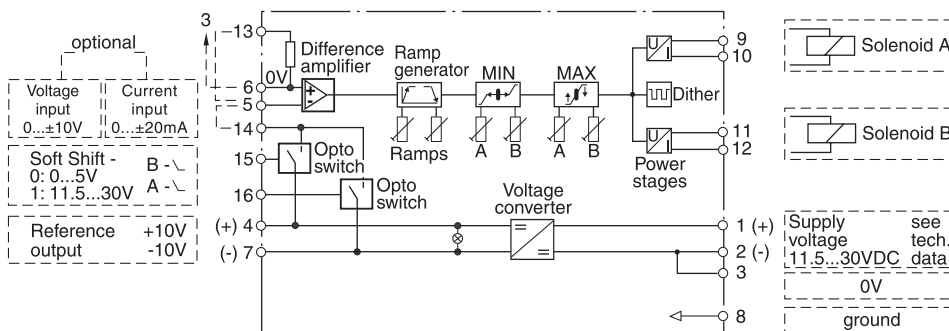 optional
Voltage
input
0...±10V
Current
input
0...±20mA
Soft Shift -
0: 0...5V
1: 11.5...30V
B -
A -
Reference +10V
output -10V
3
13
6
5
14
15
16
(+) 4
(-) 7
0V
+
-
Difference
amplifier
Ramp
generator
Ramps
MIN
A B
MAX
A B
Opto
switch
Opto
switch
Voltage
converter
=
=
U
I
Dither
U
I
Power
stages
9
10
11
12
1 (+)
2 (-)
3
8
Solenoid A
Solenoid B
Supply see
voltage tech.
11.5...30VDC data
0V
ground